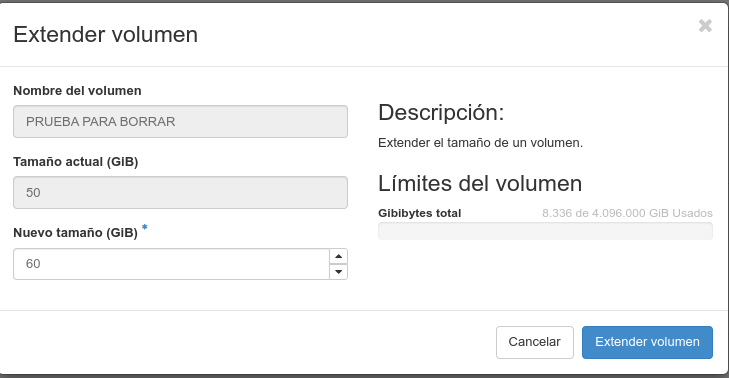 Extender volumen
×
Nombre del volumen
PRUEBA PARA BORRAR
Tamaño actual (GiB)
50
Nuevo tamaño (GiB) *
60
Descripción:
Extender el tamaño de un volumen.
Límites del volumen
Gibibytes total 8.336 de 4.096.000 GiB Usados
Cancelar Extender volumen